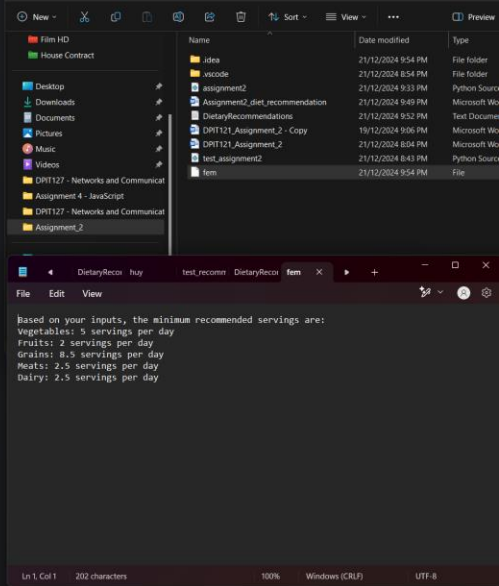 New
Sort
View
Preview
Film HD
House Contract
Desktop
Downloads
Documents
Pictures
Music
Videos
DPIT127 - Networks and Communicat
Assignment 4 - JavaScript
DPIT127 - Networks and Communicat
Assignment_2
Name Date modified Type
.idea 21/12/2024 9:54 PM File folder
.vscode 21/12/2024 8:54 PM File folder
assignment2 21/12/2024 9:33 PM Python Source
Assignment2_diet_recommendation 21/12/2024 9:49 PM Microsoft Wo
DietaryRecommendations 21/12/2024 9:52 PM Text Docume
DPIT121_Assignment_2 - Copy 19/12/2024 9:06 PM Microsoft Wo
DPIT121_Assignment_2 21/12/2024 8:04 PM Microsoft Wo
test_assignment2 21/12/2024 8:43 PM Python Source
fem 21/12/2024 9:54 PM File
DietaryRecor huy test_recomn DietaryRecor fem
File Edit View
Based on your inputs, the minimum recommended servings are:
Vegetables: 5 servings per day
Fruits: 2 servings per day
Grains: 8.5 servings per day
Meats: 2.5 servings per day
Dairy: 2.5 servings per day
Ln 1, Col 1 202 characters 100% Windows (CRLF) UTF-8